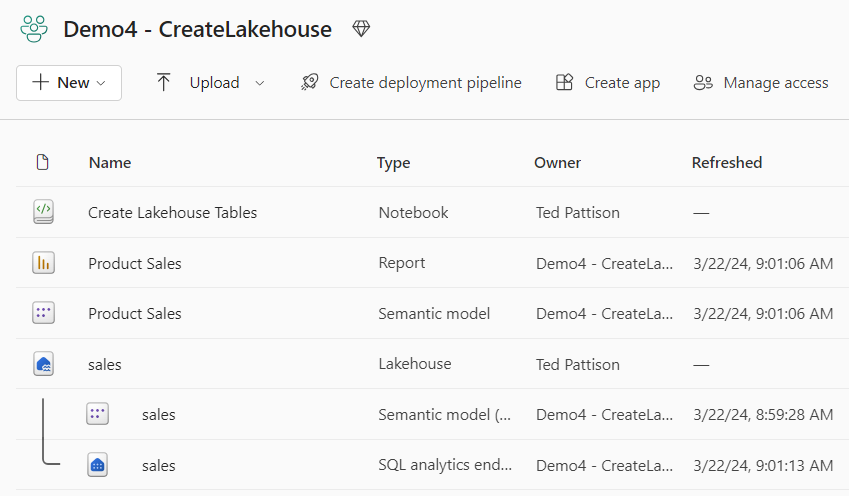 Demo4 - CreateLakehouse
New Upload Create deployment pipeline Create app Manage access
Name Type Owner Refreshed
Create Lakehouse Tables Notebook Ted Pattison —
Product Sales Report Demo4 - CreateLa... 3/22/24, 9:01:06 AM
Product Sales Semantic model Demo4 - CreateLa... 3/22/24, 9:01:06 AM
sales Lakehouse Ted Pattison —
sales Semantic model (... Demo4 - CreateLa... 3/22/24, 8:59:28 AM
sales SQL analytics end... Demo4 - CreateLa... 3/22/24, 9:01:13 AM